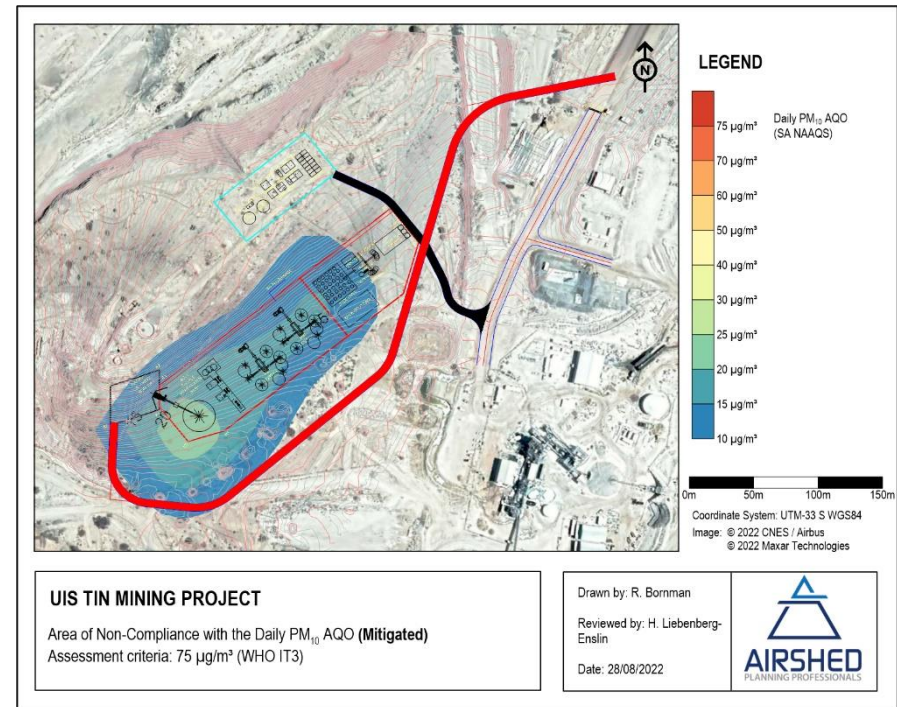 N
LEGEND
Daily PM₁₀ AQO
(SA NAAQS)
75 µg/m³
70 µg/m³
60 µg/m³
50 µg/m³
40 µg/m³
30 µg/m³
25 µg/m³
20 µg/m³
15 µg/m³
10 µg/m³
0m 50m 100m 150m
Coordinate System: UTM-33 S WGS84
Image: © 2022 CNES / Airbus
© 2022 Maxar Technologies
UIS TIN MINING PROJECT
Area of Non-Compliance with the Daily PM₁₀ AQO (Mitigated)
Assessment criteria: 75 µg/m³ (WHO IT3)
Drawn by: R. Bornman
Reviewed by: H. Liebenberg-
Enslin
Date: 28/08/2022
AIRSHED
PLANNING PROFESSIONALS